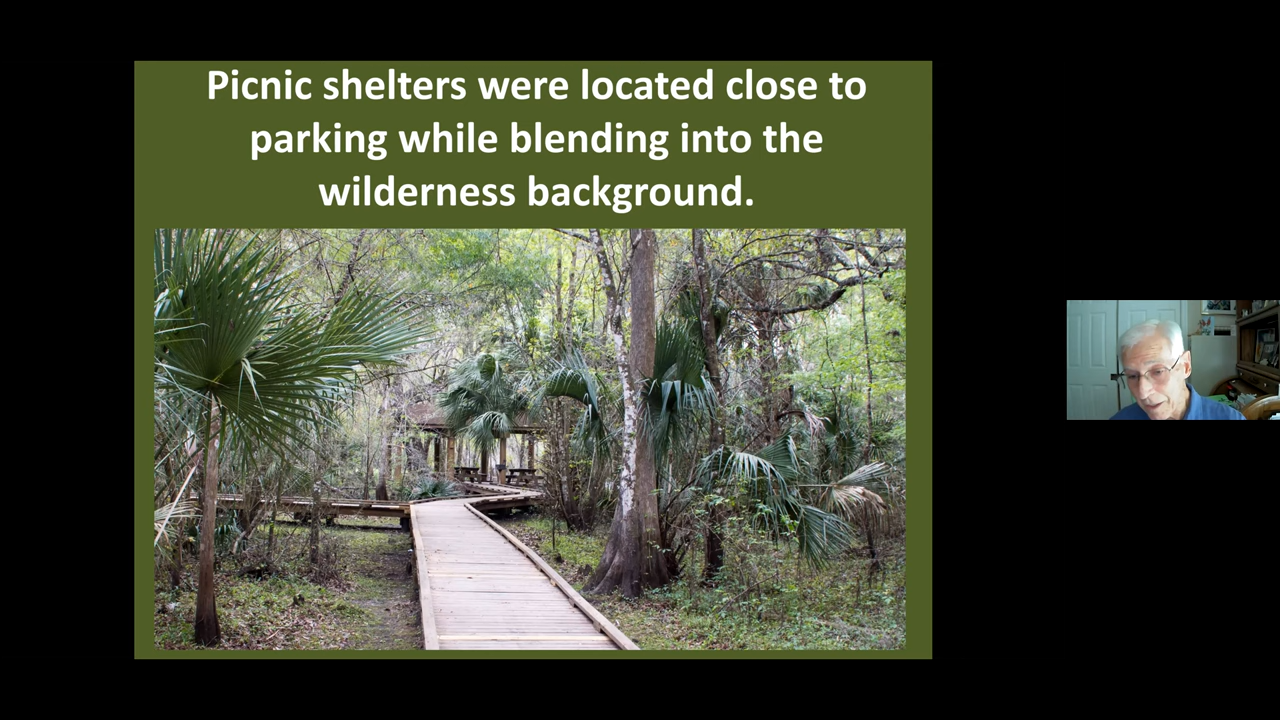 Picnic shelters were located close to
parking while blending into the
wilderness background.